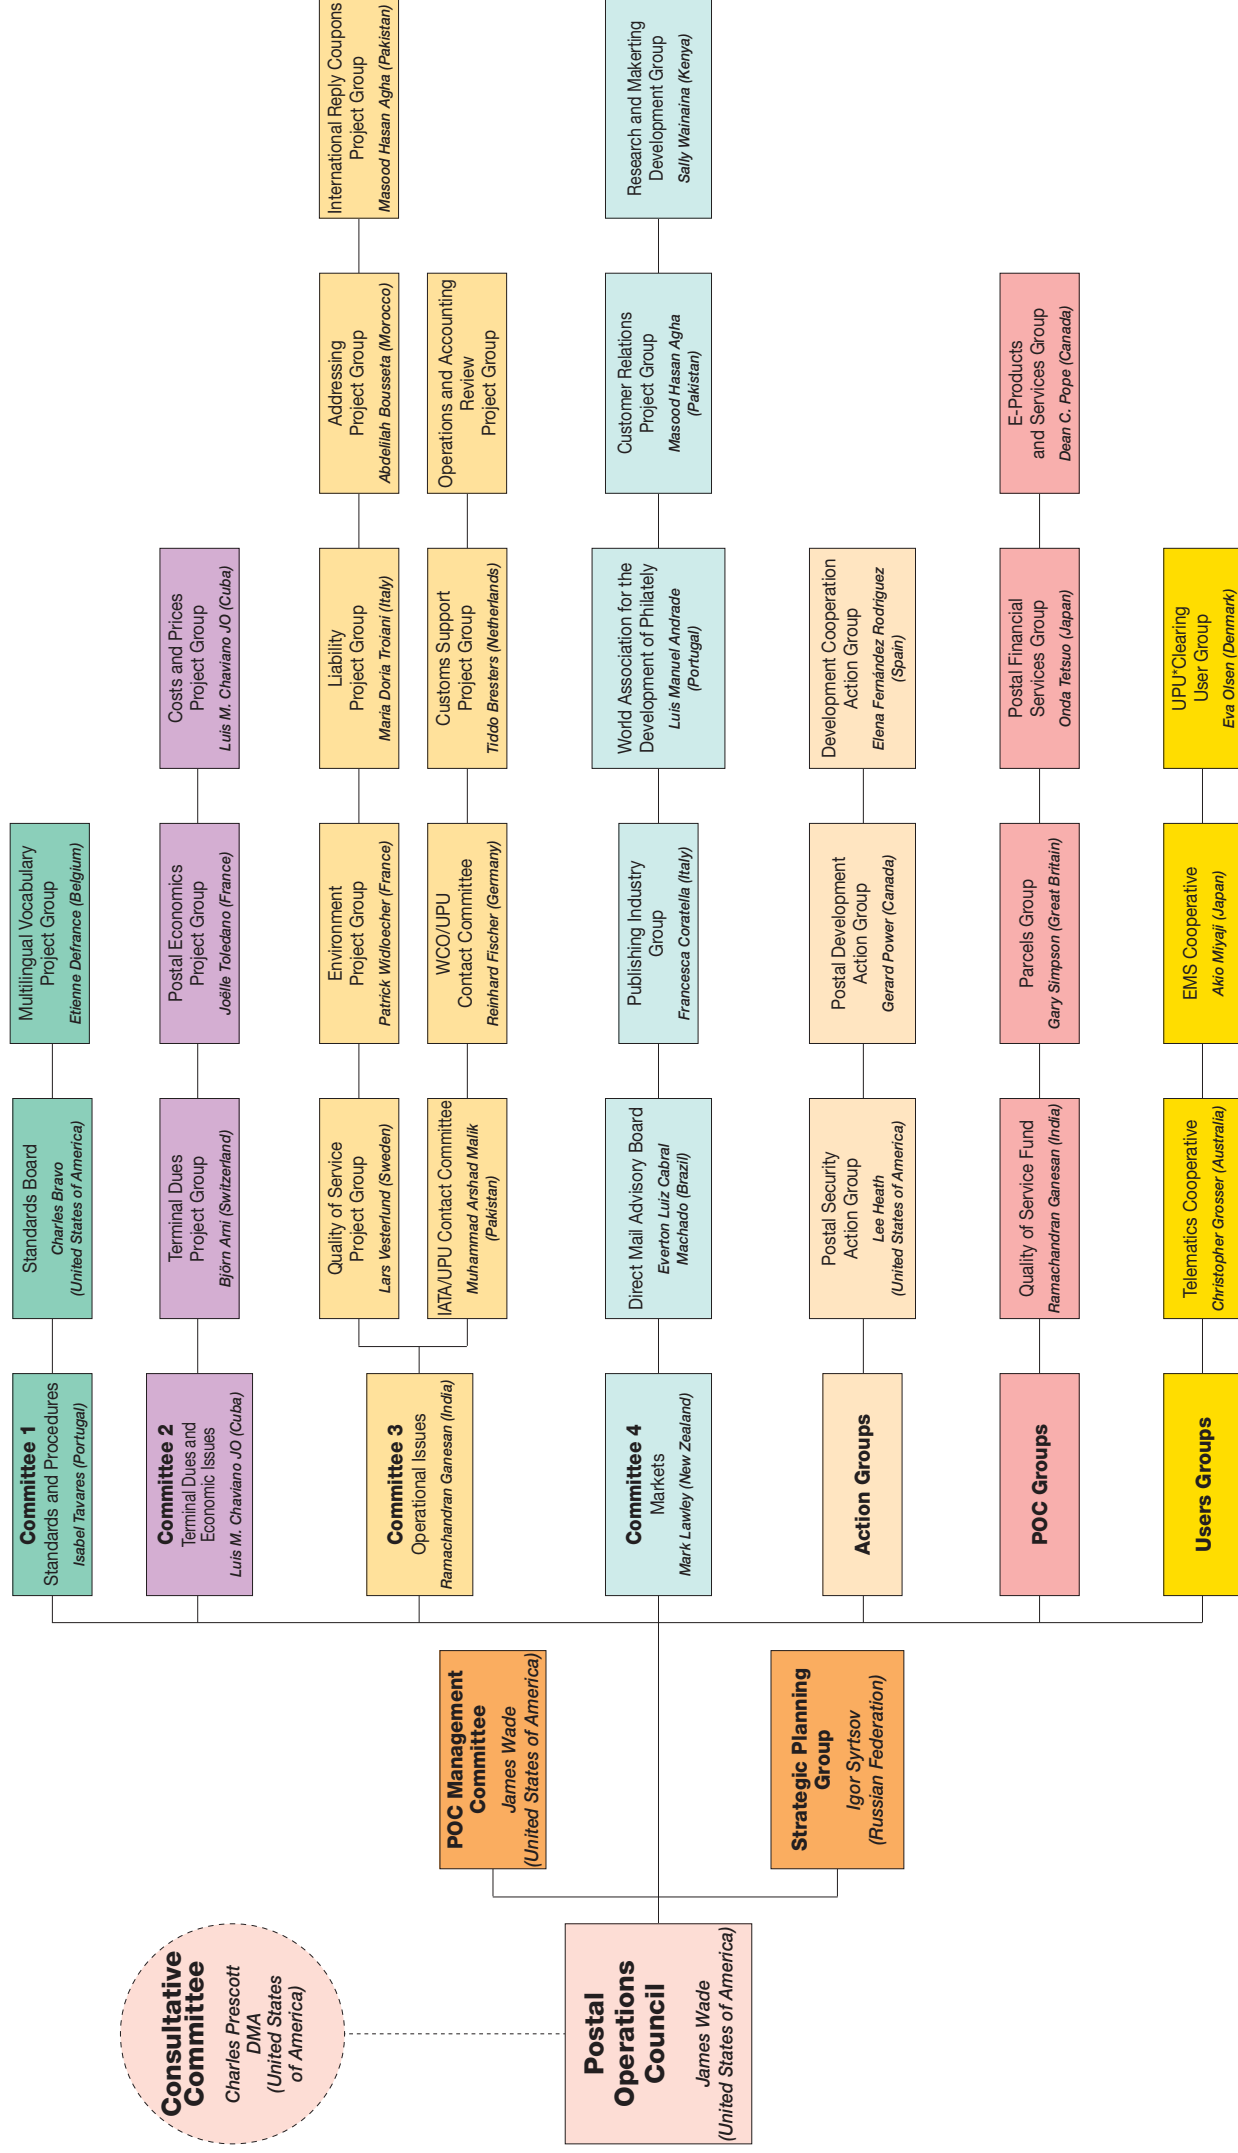 Consultative
Committee
Charles Prescott
DMA
(United States
of America)
Postal
Operations
Council
James Wade
(United States of America)
POC Management
Committee
James Wade
(United States of America)
Strategic Planning
Group
Igor Syrtsov
(Russian Federation)
Committee 1
Standards and Procedures
Isabel Tavares (Portugal)
Standards Board
Charles Bravo
(United States of America)
Multilingual Vocabulary
Project Group
Etienne Defrance (Belgium)
Committee 2
Terminal Dues and
Economic Issues
Luis M. Chaviano JO (Cuba)
Terminal Dues
Project Group
Björn Arni (Switzerland)
Postal Economics
Project Group
Joëlle Toledano (France)
Costs and Prices
Project Group
Luis M. Chaviano JO (Cuba)
Committee 3
Operational Issues
Ramachandran Ganesan (India)
Quality of Service
Project Group
Lars Vesterlund (Sweden)
Environment
Project Group
Patrick Widloecher (France)
Liability
Project Group
Maria Doria Troiani (Italy)
Addressing
Project Group
Abdelilah Bousseta (Morocco)
International Reply Coupons
Project Group
Masood Hasan Agha (Pakistan)
IATA/UPU Contact Committee
Muhammad Arshad Malik
(Pakistan)
WCO/UPU
Contact Committee
Reinhard Fischer (Germany)
Customs Support
Project Group
Tiddo Bresters (Netherlands)
Operations and Accounting
Review
Project Group
Committee 4
Markets
Mark Lawley (New Zealand)
Direct Mail Advisory Board
Everton Luiz Cabral
Machado (Brazil)
Publishing Industry
Group
Francesca Coratella (Italy)
World Association for the
Development of Philately
Luis Manuel Andrade
(Portugal)
Customer Relations
Project Group
Masood Hasan Agha
(Pakistan)
Research and Makerting
Development Group
Sally Wainaina (Kenya)
Action Groups
Postal Security
Action Group
Lee Heath
(United States of America)
Postal Development
Action Group
Gerard Power (Canada)
Development Cooperation
Action Group
Elena Fernández Rodriguez
(Spain)
POC Groups
Quality of Service Fund
Ramachandran Ganesan (India)
Parcels Group
Gary Simpson (Great Britain)
Postal Financial
Services Group
Onda Tetsuo (Japan)
E-Products
and Services Group
Dean C. Pope (Canada)
Users Groups
Telematics Cooperative
Christopher Grosser (Australia)
EMS Cooperative
Akio Miyaji (Japan)
UPU*Clearing
User Group
Eva Olsen (Denmark)